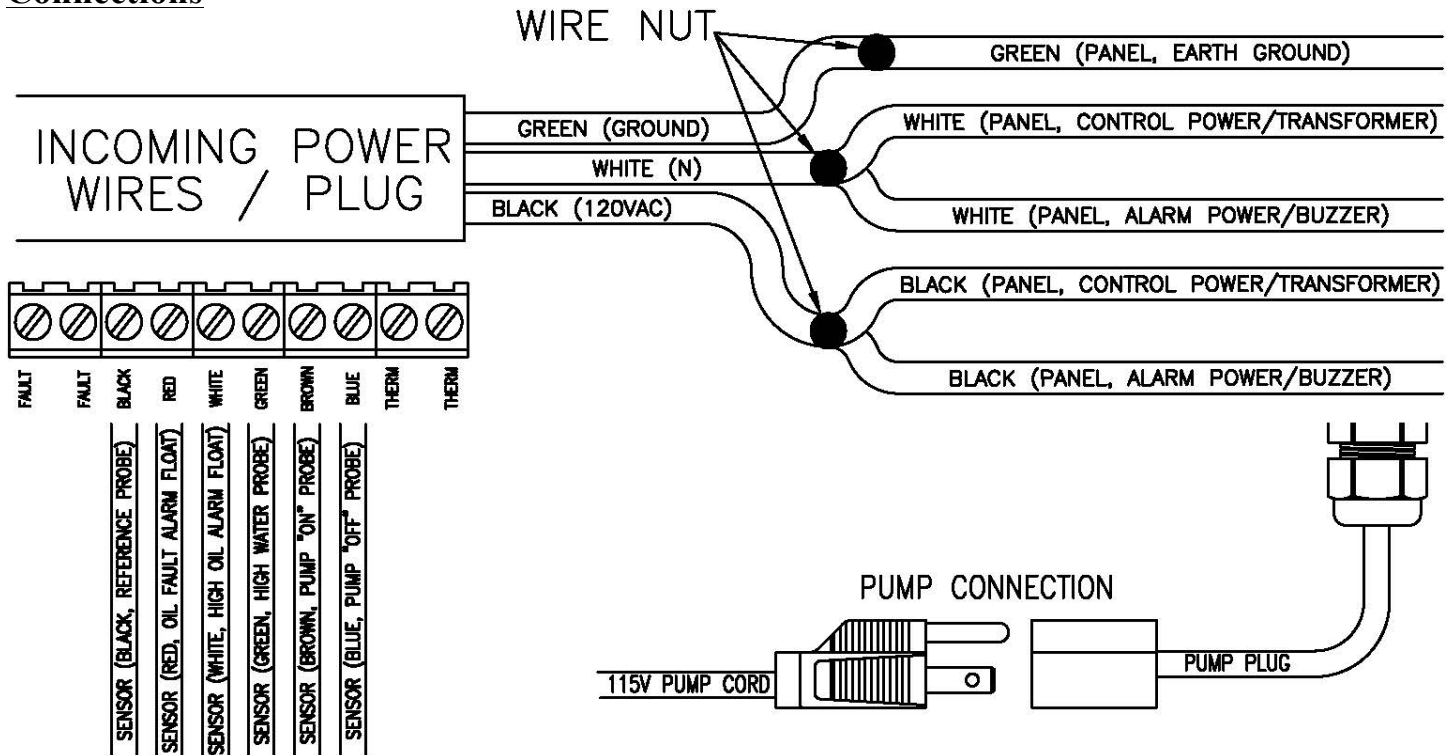 Connections
WIRE NUT
GREEN (PANEL, EARTH GROUND)
INCOMING POWER
WIRES / PLUG
GREEN (GROUND)
WHITE (N)
BLACK (120VAC)
WHITE (PANEL, CONTROL POWER/TRANSFORMER)
WHITE (PANEL, ALARM POWER/BUZZER)
BLACK (PANEL, CONTROL POWER/TRANSFORMER)
BLACK (PANEL, ALARM POWER/BUZZER)
FAULT
FAULT
BLACK
RED
WHITE
GREEN
BROWN
BLUE
THERM
THERM
SENSOR (BLACK, REFERENCE PROBE)
SENSOR (RED, OIL FAULT ALARM FLOAT)
SENSOR (WHITE, HIGH OIL ALARM FLOAT)
SENSOR (GREEN, HIGH WATER PROBE)
SENSOR (BROWN, PUMP "ON" PROBE)
SENSOR (BLUE, PUMP "OFF" PROBE)
PUMP CONNECTION
115V PUMP CORD
PUMP PLUG